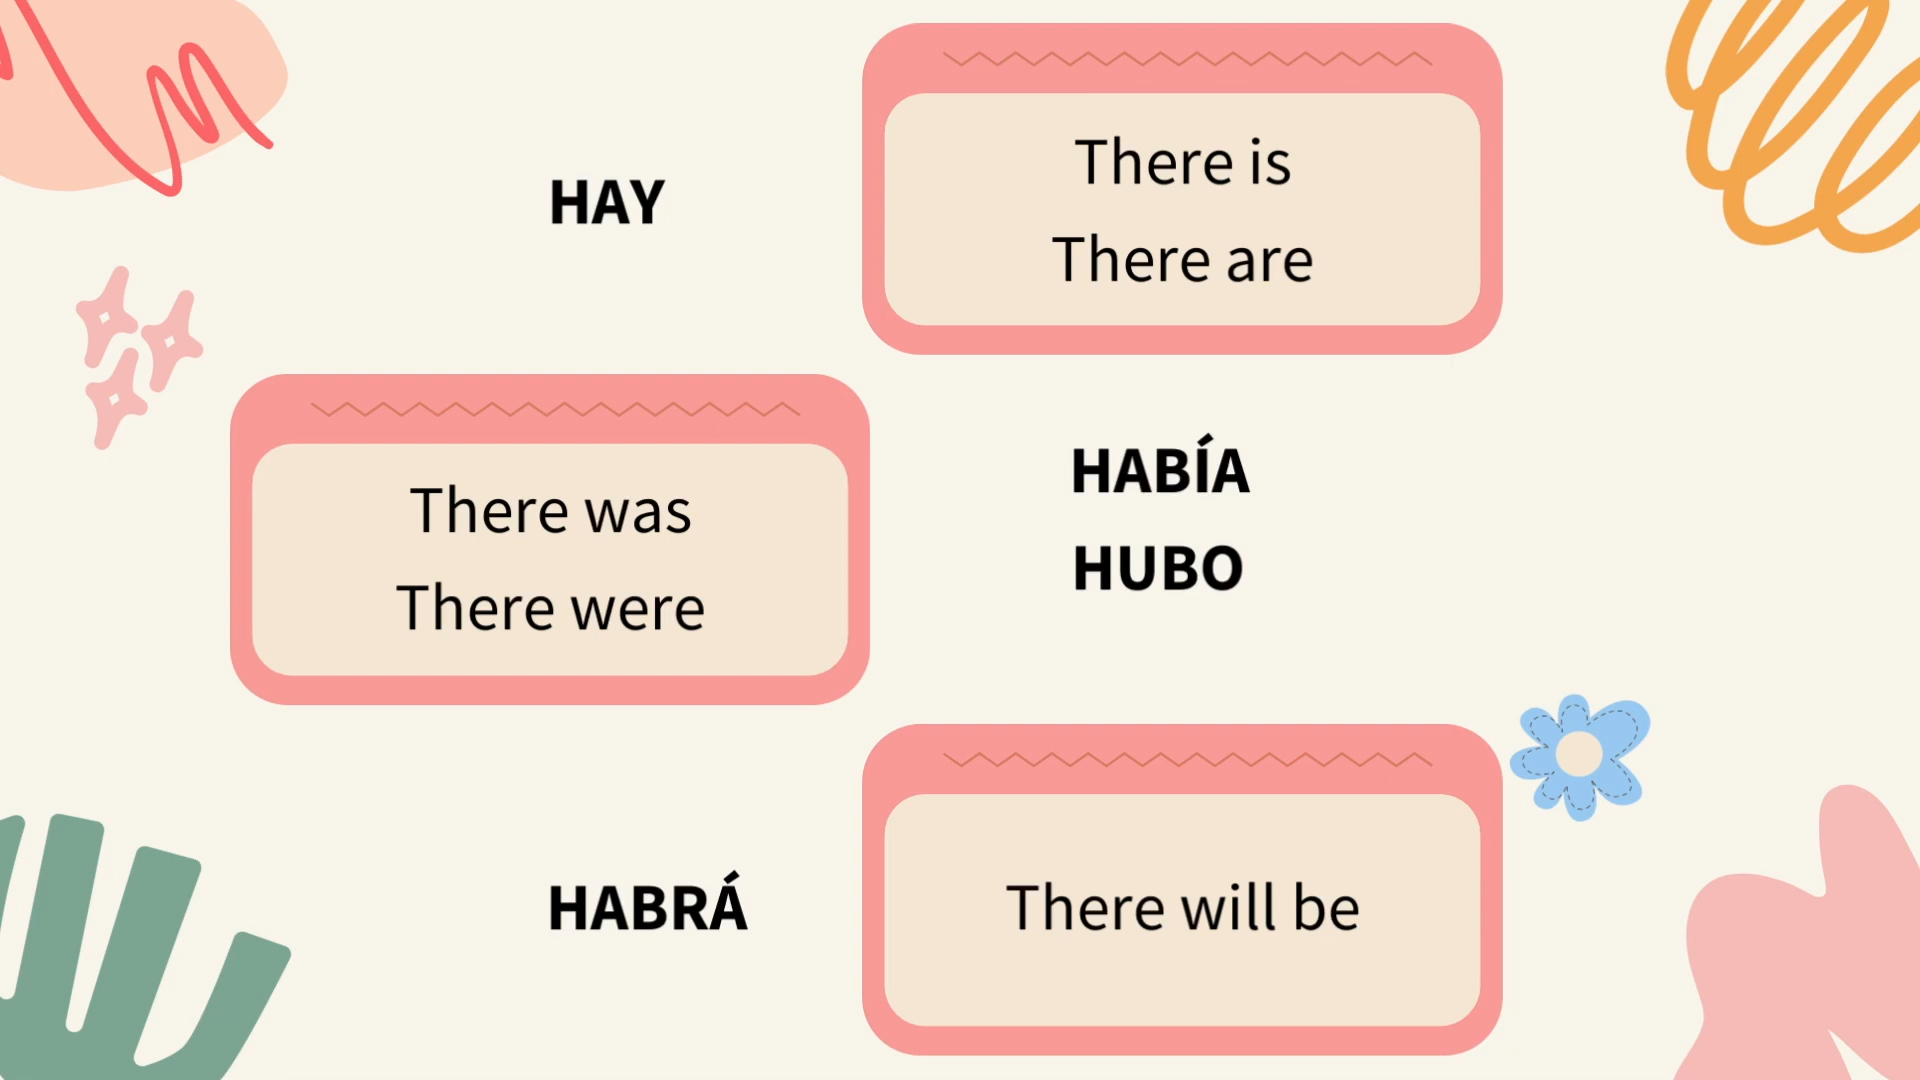 HAY
There is
There are
There was
There were
HABÍA
HUBO
HABRÁ
There will be